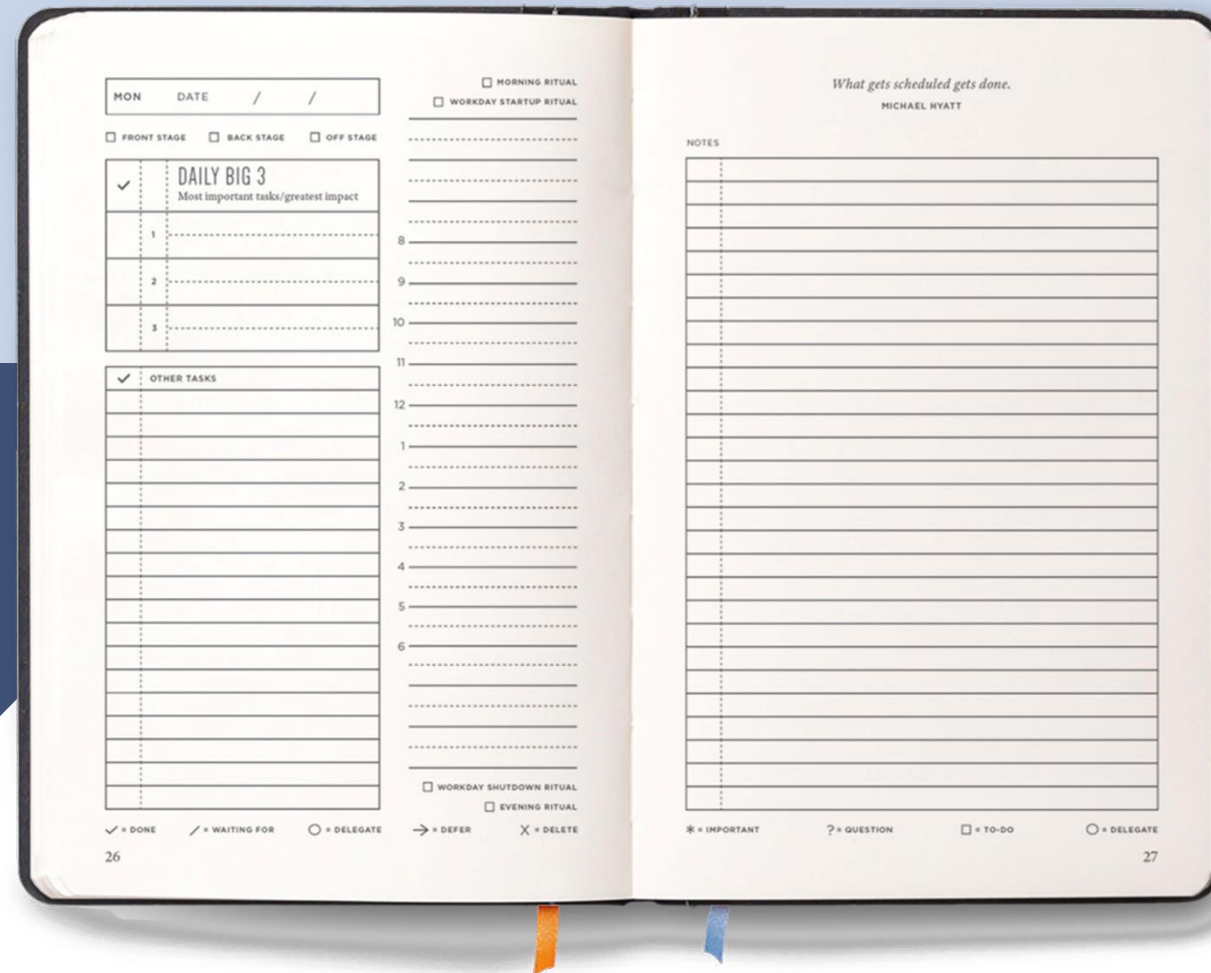 MON DATE / /
FRONT STAGE BACK STAGE OFF STAGE
✓ DAILY BIG 3
Most important tasks/greatest impact
1
2
3
✓ OTHER TASKS
MORNING RITUAL
WORKDAY STARTUP RITUAL
8
9
10
11
12
1
2
3
4
5
6
WORKDAY SHUTDOWN RITUAL
EVENING RITUAL
✓ = DONE / = WAITING FOR ○ = DELEGATE → = DEFER X = DELETE
26
What gets scheduled gets done.
MICHAEL HYATT
NOTES
* = IMPORTANT ? = QUESTION □ = TO-DO ○ = DELEGATE
27